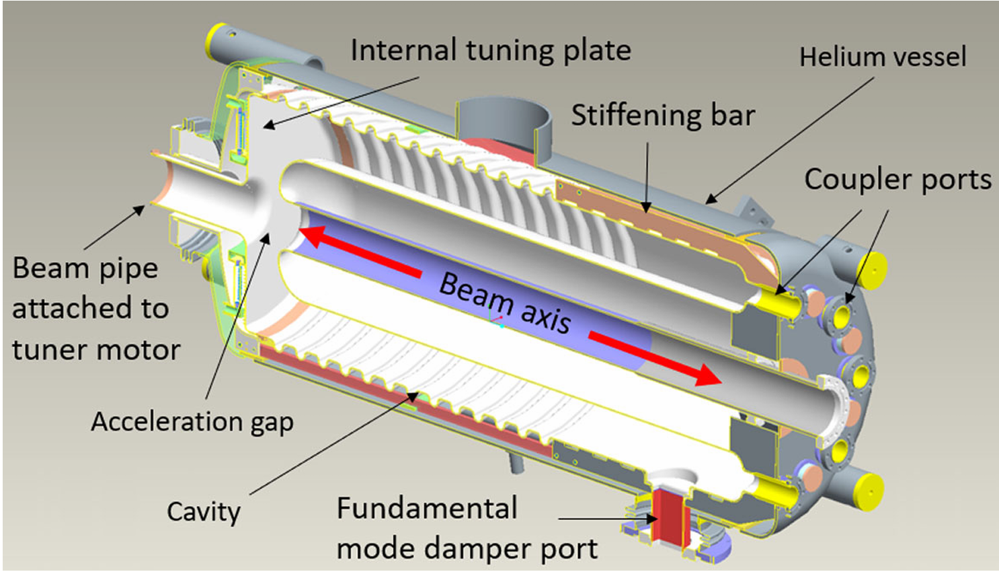 Internal tuning plate
Helium vessel
Stiffening bar
Coupler ports
Beam pipe
attached to
tuner motor
Beam axis
Acceleration gap
Cavity
Fundamental
mode damper port